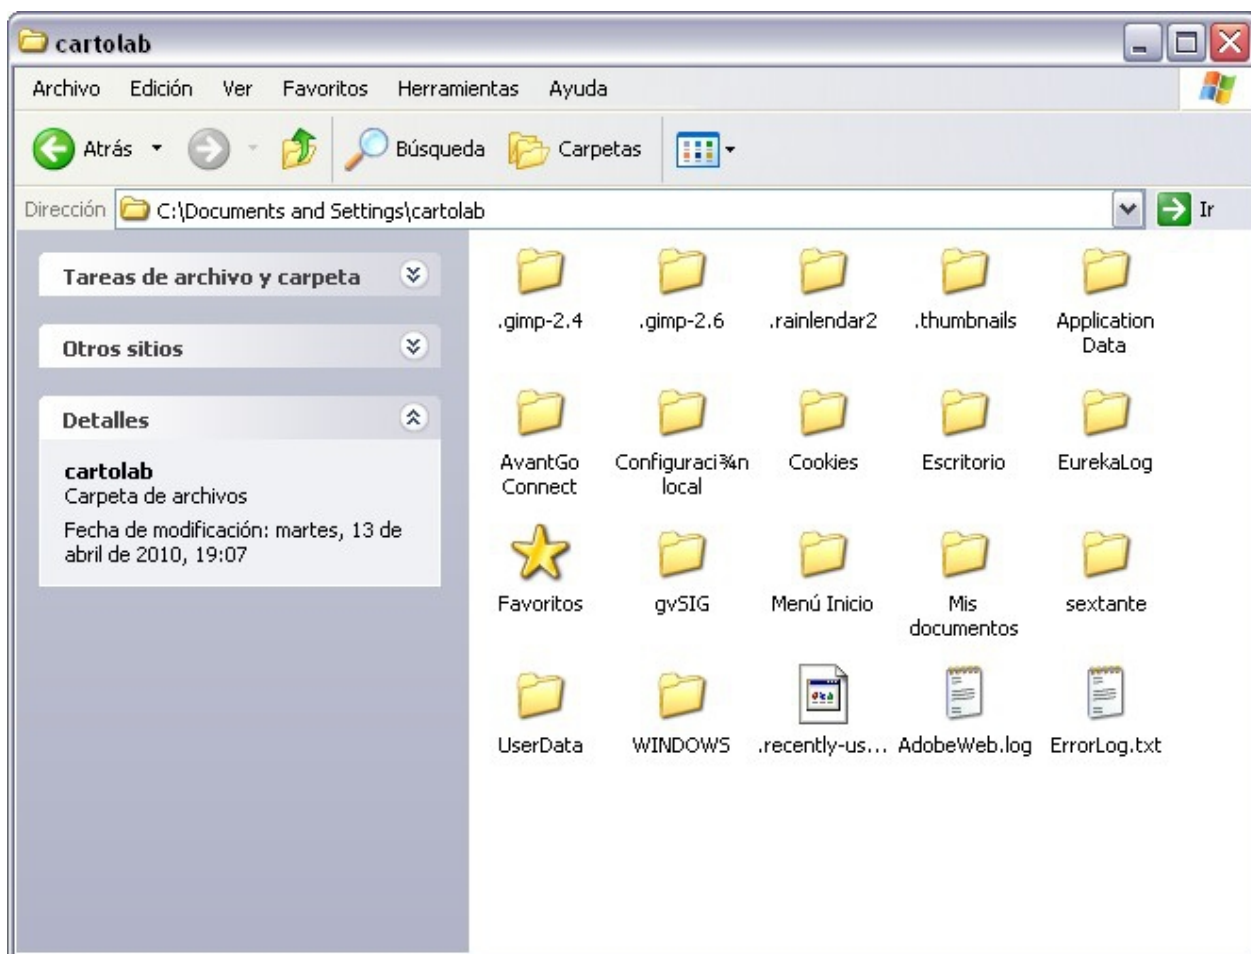 cartolab
Archivo Edición Ver Favoritos Herramientas Ayuda
Atrás Búsqueda Carpetas
Dirección C:\Documents and Settings\cartolab Ir
Tareas de archivo y carpeta
Otros sitios
Detalles
cartolab
Carpeta de archivos
Fecha de modificación: martes, 13 de
abril de 2010, 19:07
.gimp-2.4 .gimp-2.6 .rainlendar2 .thumbnails Application
Data
AvantGo Configuraci¾n Cookies Escritorio EurekaLog
Connect local
Favoritos gvSIG Menú Inicio Mis sextante
documentos
UserData WINDOWS .recently-us... AdobeWeb.log ErrorLog.txt